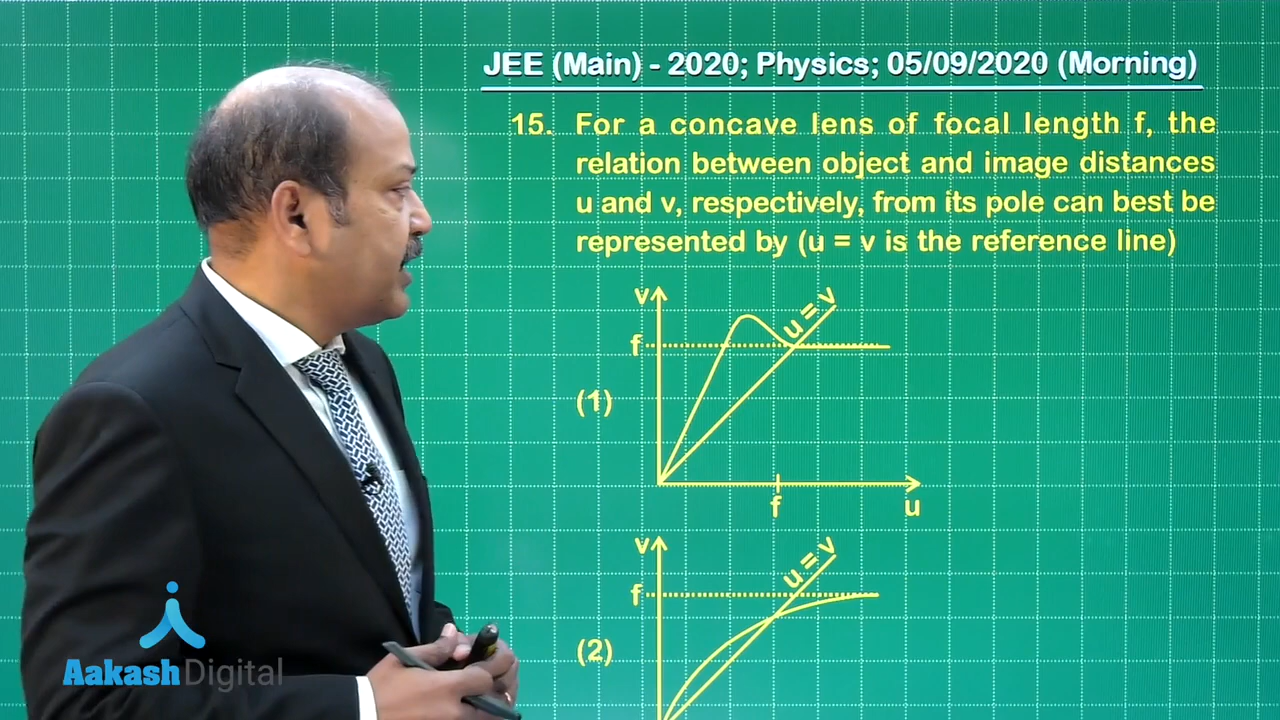 JEE (Main) - 2020; Physics; 05/09/2020 (Morning)
15. For a concave lens of focal length f, the
relation between object and image distances
u and v, respectively, from its pole can best be
represented by (u = v is the reference line)
v
u = v
f
(1)
f
u
v
u = v
f
(2)
Aakash Digital